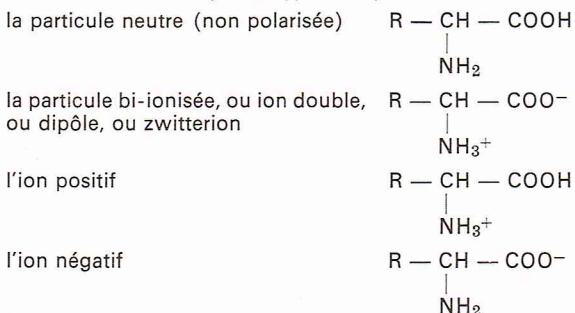 la particule neutre (non polarisée) R — CH — COOH
|
NH₂
la particule bi-ionisée, ou ion double, R — CH — COO⁻
ou dipôle, ou zwitterion |
NH₃⁺
l'ion positif R — CH — COOH
|
NH₃⁺
l'ion négatif R — CH — COO⁻
|
NH₂